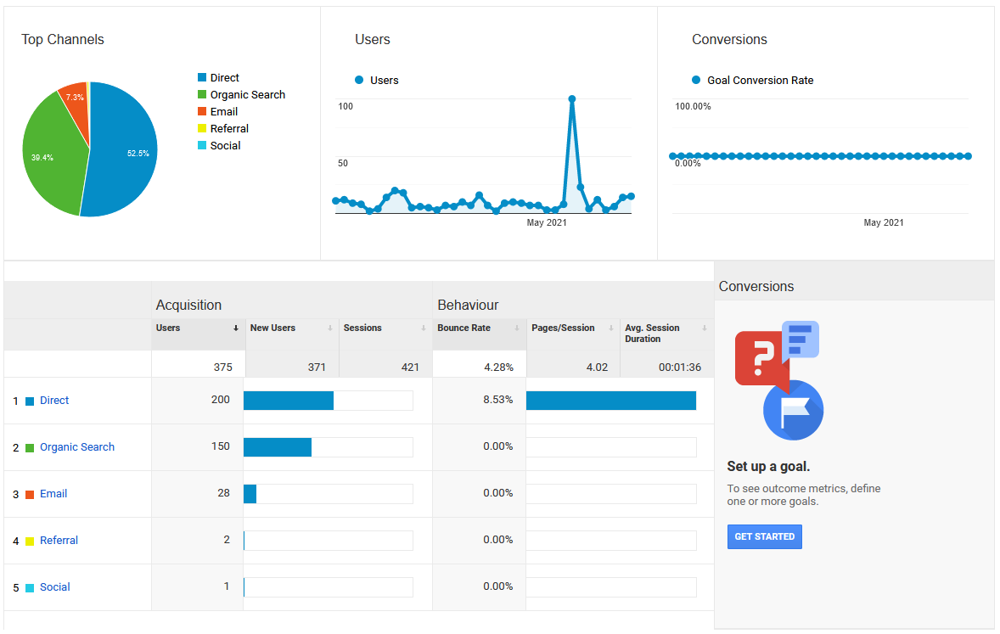 Top Channels
Direct
Organic Search
Email
Referral
Social
7.3%
52.5%
39.4%
Users
Users
100
50
May 2021
Conversions
Goal Conversion Rate
100.00%
0.00%
May 2021
Acquisition
Behaviour
Users
New Users
Sessions
Bounce Rate
Pages/Session
Avg. Session
Duration
375
371
421
4.28%
4.02
00:01:36
1 Direct 200 8.53%
2 Organic Search 150 0.00%
3 Email 28 0.00%
4 Referral 2 0.00%
5 Social 1 0.00%
Conversions
?
Set up a goal.
To see outcome metrics, define
one or more goals.
GET STARTED